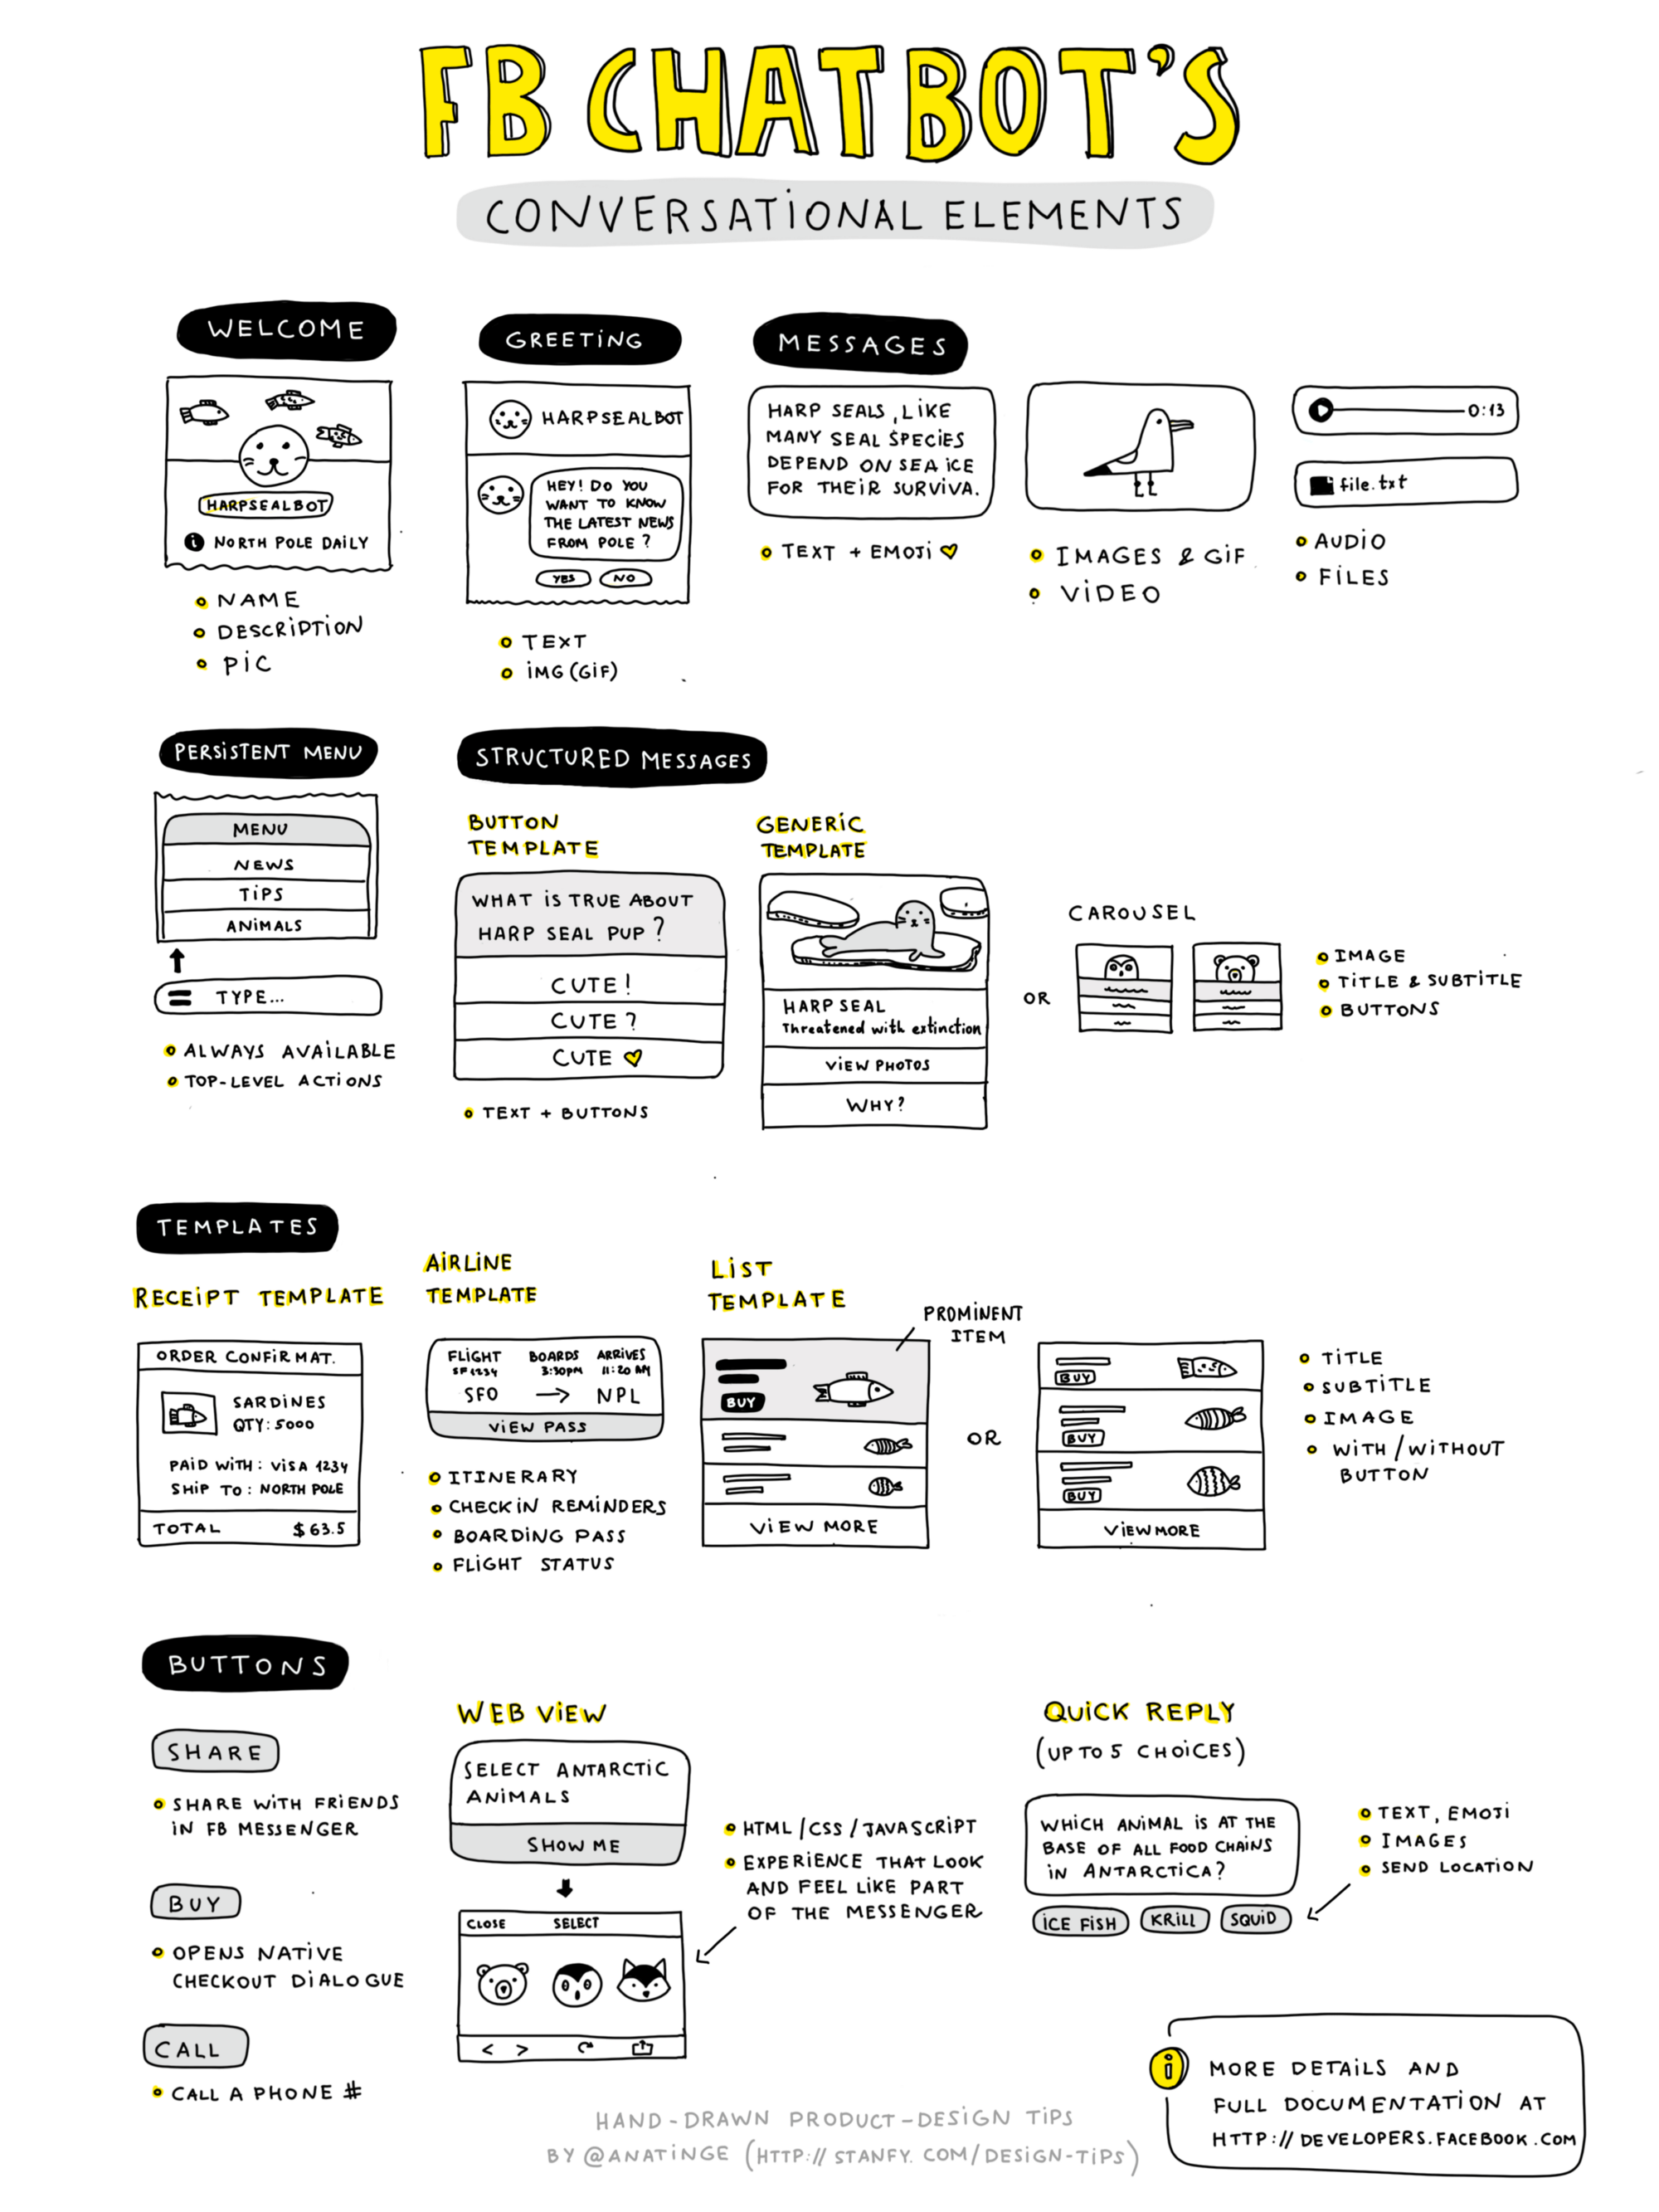 FB CHATBOT'S
CONVERSATIONAL ELEMENTS
WELCOME
HARPSEALBOT
i NORTH POLE DAILY
NAME
DESCRIPTION
PIC
GREETING
HARPSEALBOT
HEY! DO YOU
WANT TO KNOW
THE LATEST NEWS
FROM POLE?
YES NO
TEXT
IMG (GIF)
MESSAGES
HARP SEALS, LIKE
MANY SEAL SPECIES
DEPEND ON SEA ICE
FOR THEIR SURVIVA.
TEXT + EMOJI
IMAGES & GIF
VIDEO
0:13
file.txt
AUDIO
FILES
PERSISTENT MENU
MENU
NEWS
TIPS
ANIMALS
TYPE...
ALWAYS AVAILABLE
TOP-LEVEL ACTIONS
STRUCTURED MESSAGES
BUTTON
TEMPLATE
WHAT IS TRUE ABOUT
HARP SEAL PUP?
CUTE!
CUTE?
CUTE
TEXT + BUTTONS
GENERIC
TEMPLATE
HARP SEAL
Threatened with extinction
VIEW PHOTOS
WHY?
OR
CAROUSEL
IMAGE
TITLE & SUBTITLE
BUTTONS
TEMPLATES
RECEIPT TEMPLATE
ORDER CONFIRMAT.
SARDINES
QTY: 5000
PAID WITH: VISA 1234
SHIP TO: NORTH POLE
TOTAL $63.5
AIRLINE
TEMPLATE
FLIGHT BOARDS ARRIVES
SF1234 3:30PM 11:20 AM
SFO → NPL
VIEW PASS
ITINERARY
CHECKIN REMINDERS
BOARDING PASS
FLIGHT STATUS
LIST
TEMPLATE
PROMINENT
ITEM
BUY
VIEW MORE
OR
BUY
BUY
BUY
VIEW MORE
TITLE
SUBTITLE
IMAGE
WITH/WITHOUT
BUTTON
BUTTONS
SHARE
SHARE WITH FRIENDS
IN FB MESSENGER
BUY
OPENS NATIVE
CHECKOUT DIALOGUE
CALL
CALL A PHONE #
WEB VIEW
SELECT ANTARCTIC
ANIMALS
SHOW ME
CLOSE SELECT
HTML/CSS/JAVASCRIPT
EXPERIENCE THAT LOOK
AND FEEL LIKE PART
OF THE MESSENGER
QUICK REPLY
(UP TO 5 CHOICES)
WHICH ANIMAL IS AT THE
BASE OF ALL FOOD CHAINS
IN ANTARCTICA?
ICE FISH KRILL SQUID
TEXT, EMOJI
IMAGES
SEND LOCATION
i
MORE DETAILS AND
FULL DOCUMENTATION AT
HTTP://DEVELOPERS.FACEBOOK.COM
HAND-DRAWN PRODUCT-DESIGN TIPS
BY @ANATINGE (HTTP://STANFY.COM/DESIGN-TIPS)